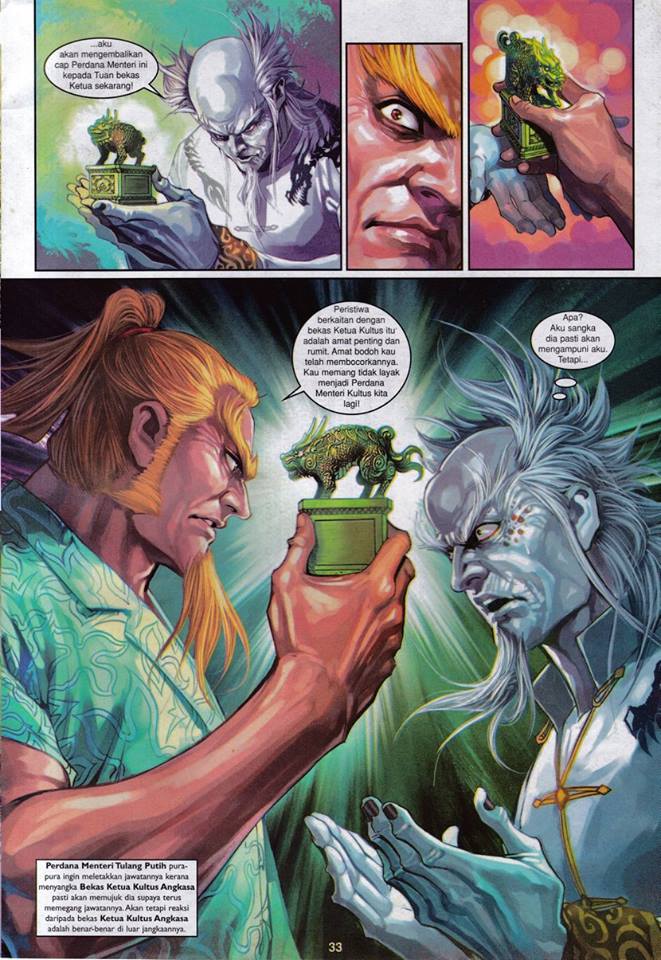 ...aku
akan mengembalikan
cap Perdana Menteri ini
kepada Tuan bekas
Ketua sekarang!
Peristiwa
berkaitan dengan
bekas Ketua Kultus itu
adalah amat penting dan
rumit. Amat bodoh kau
telah membocorkannya.
Kau memang tidak layak
menjadi Perdana
Menteri Kultus kita
lagi!
Apa?
Aku sangka
dia pasti akan
mengampuni aku.
Tetapi...
Perdana Menteri Tulang Putih pura-
pura ingin meletakkan jawatannya kerana
menyangka Bekas Ketua Kultus Angkasa
pasti akan memujuk dia supaya terus
memegang jawatannya. Akan tetapi reaksi
daripada bekas Ketua Kultus Angkasa
adalah benar-benar di luar jangkaannya.
33